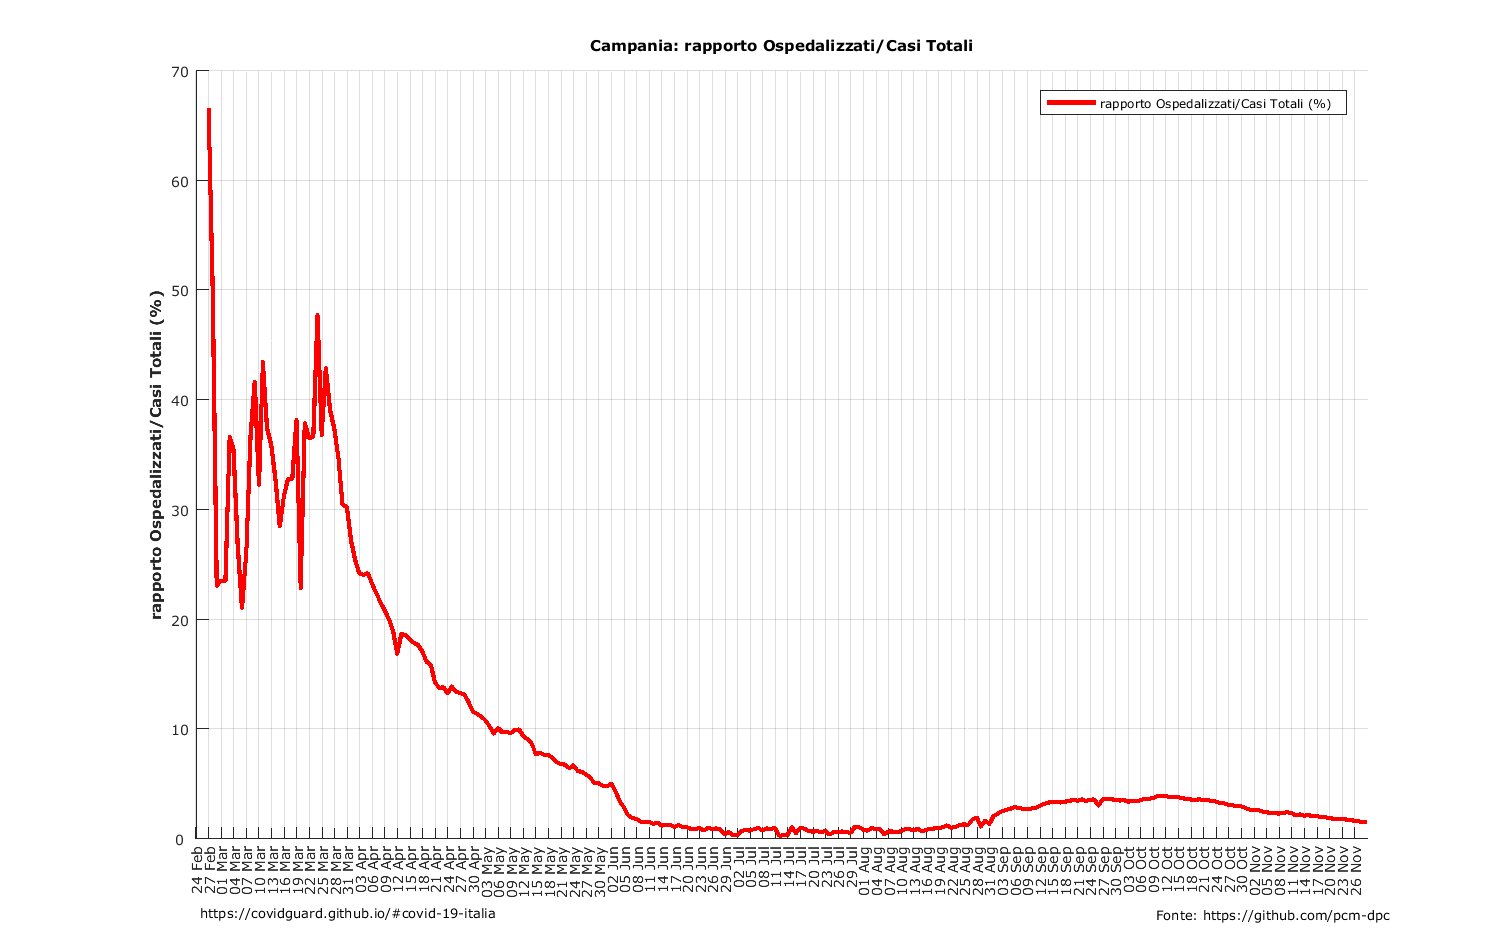 Campania: rapporto Ospedalizzati/Casi Totali
rapporto Ospedalizzati/Casi Totali (%)
rapporto Ospedalizzati/Casi Totali (%)
70
60
50
40
30
20
10
0
24 Feb
27 Feb
01 Mar
04 Mar
07 Mar
10 Mar
13 Mar
16 Mar
19 Mar
22 Mar
25 Mar
28 Mar
31 Mar
03 Apr
06 Apr
09 Apr
12 Apr
15 Apr
18 Apr
21 Apr
24 Apr
27 Apr
30 Apr
03 May
06 May
09 May
12 May
15 May
18 May
21 May
24 May
27 May
30 May
02 Jun
05 Jun
08 Jun
11 Jun
14 Jun
17 Jun
20 Jun
23 Jun
26 Jun
29 Jun
02 Jul
05 Jul
08 Jul
11 Jul
14 Jul
17 Jul
20 Jul
23 Jul
26 Jul
29 Jul
01 Aug
04 Aug
07 Aug
10 Aug
13 Aug
16 Aug
19 Aug
22 Aug
25 Aug
28 Aug
31 Aug
03 Sep
06 Sep
09 Sep
12 Sep
15 Sep
18 Sep
21 Sep
24 Sep
27 Sep
30 Sep
03 Oct
06 Oct
09 Oct
12 Oct
15 Oct
18 Oct
21 Oct
24 Oct
27 Oct
30 Oct
02 Nov
05 Nov
08 Nov
11 Nov
14 Nov
17 Nov
20 Nov
23 Nov
26 Nov
https://covidguard.github.io/#covid-19-italia
Fonte: https://github.com/pcm-dpc